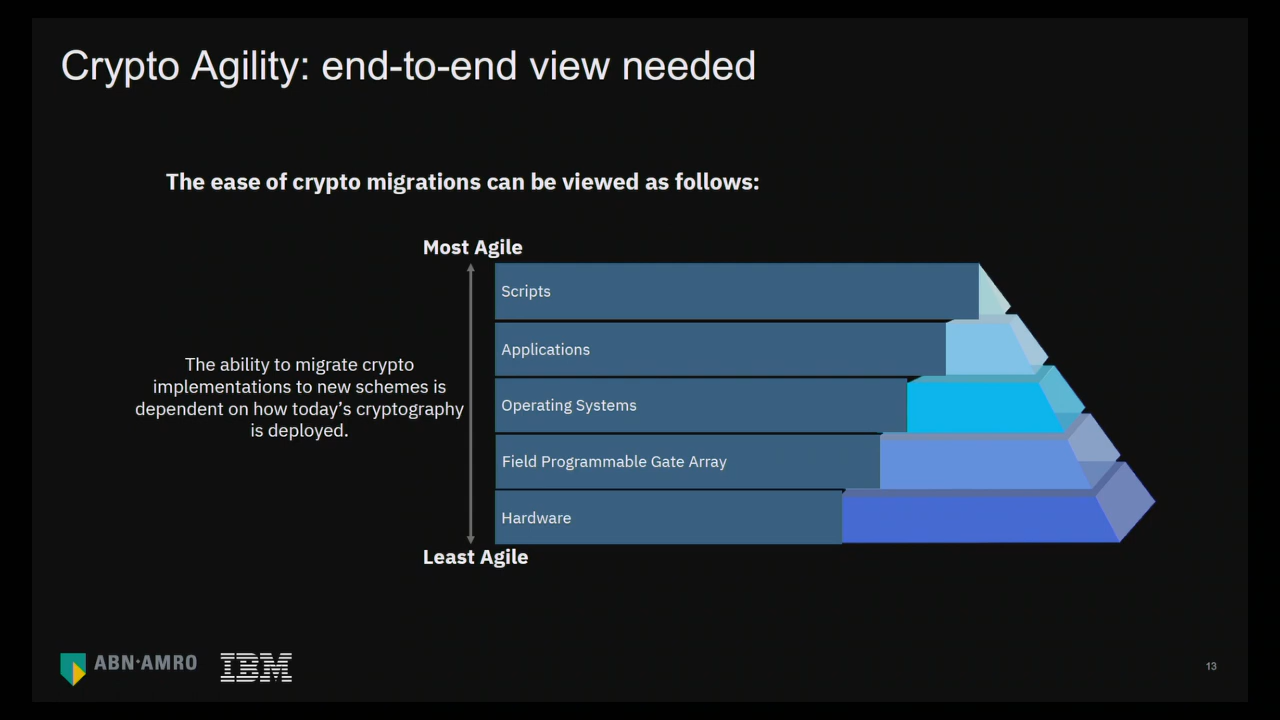 Crypto Agility: end-to-end view needed
The ease of crypto migrations can be viewed as follows:
Most Agile
Scripts
Applications
The ability to migrate crypto
implementations to new schemes is
dependent on how today’s cryptography
is deployed.
Operating Systems
Field Programmable Gate Array
Hardware
Least Agile
ABN·AMRO
IBM
13